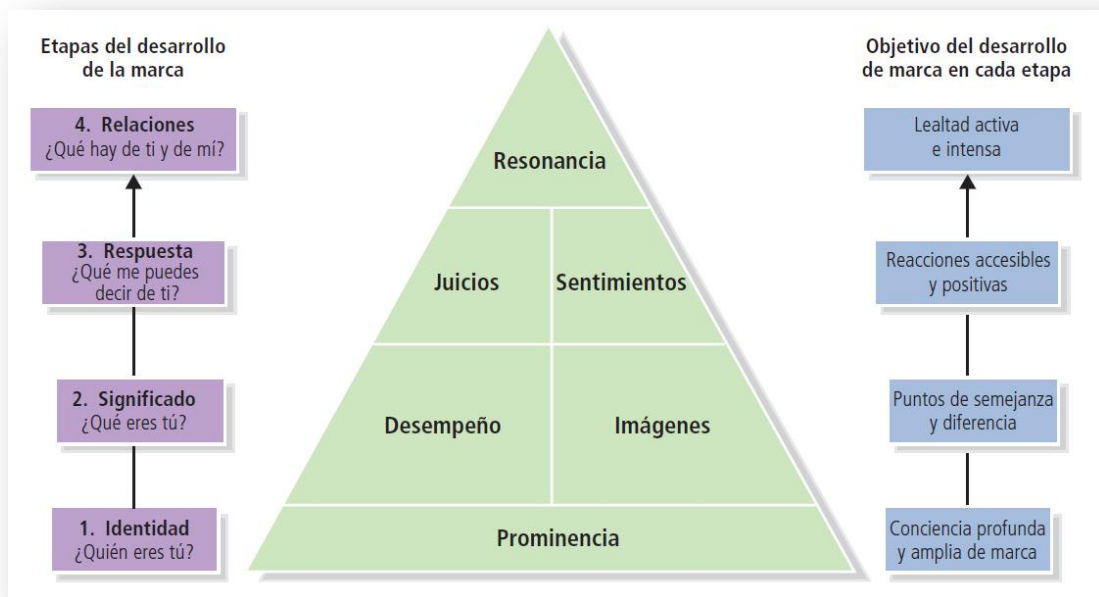 Etapas del desarrollo
de la marca
4. Relaciones
¿Qué hay de ti y de mí?
3. Respuesta
¿Qué me puedes
decir de ti?
2. Significado
¿Qué eres tú?
1. Identidad
¿Quién eres tú?
Resonancia
Juicios
Sentimientos
Desempeño
Imágenes
Prominencia
Objetivo del desarrollo
de marca en cada etapa
Lealtad activa
e intensa
Reacciones accesibles
y positivas
Puntos de semejanza
y diferencia
Conciencia profunda
y amplia de marca